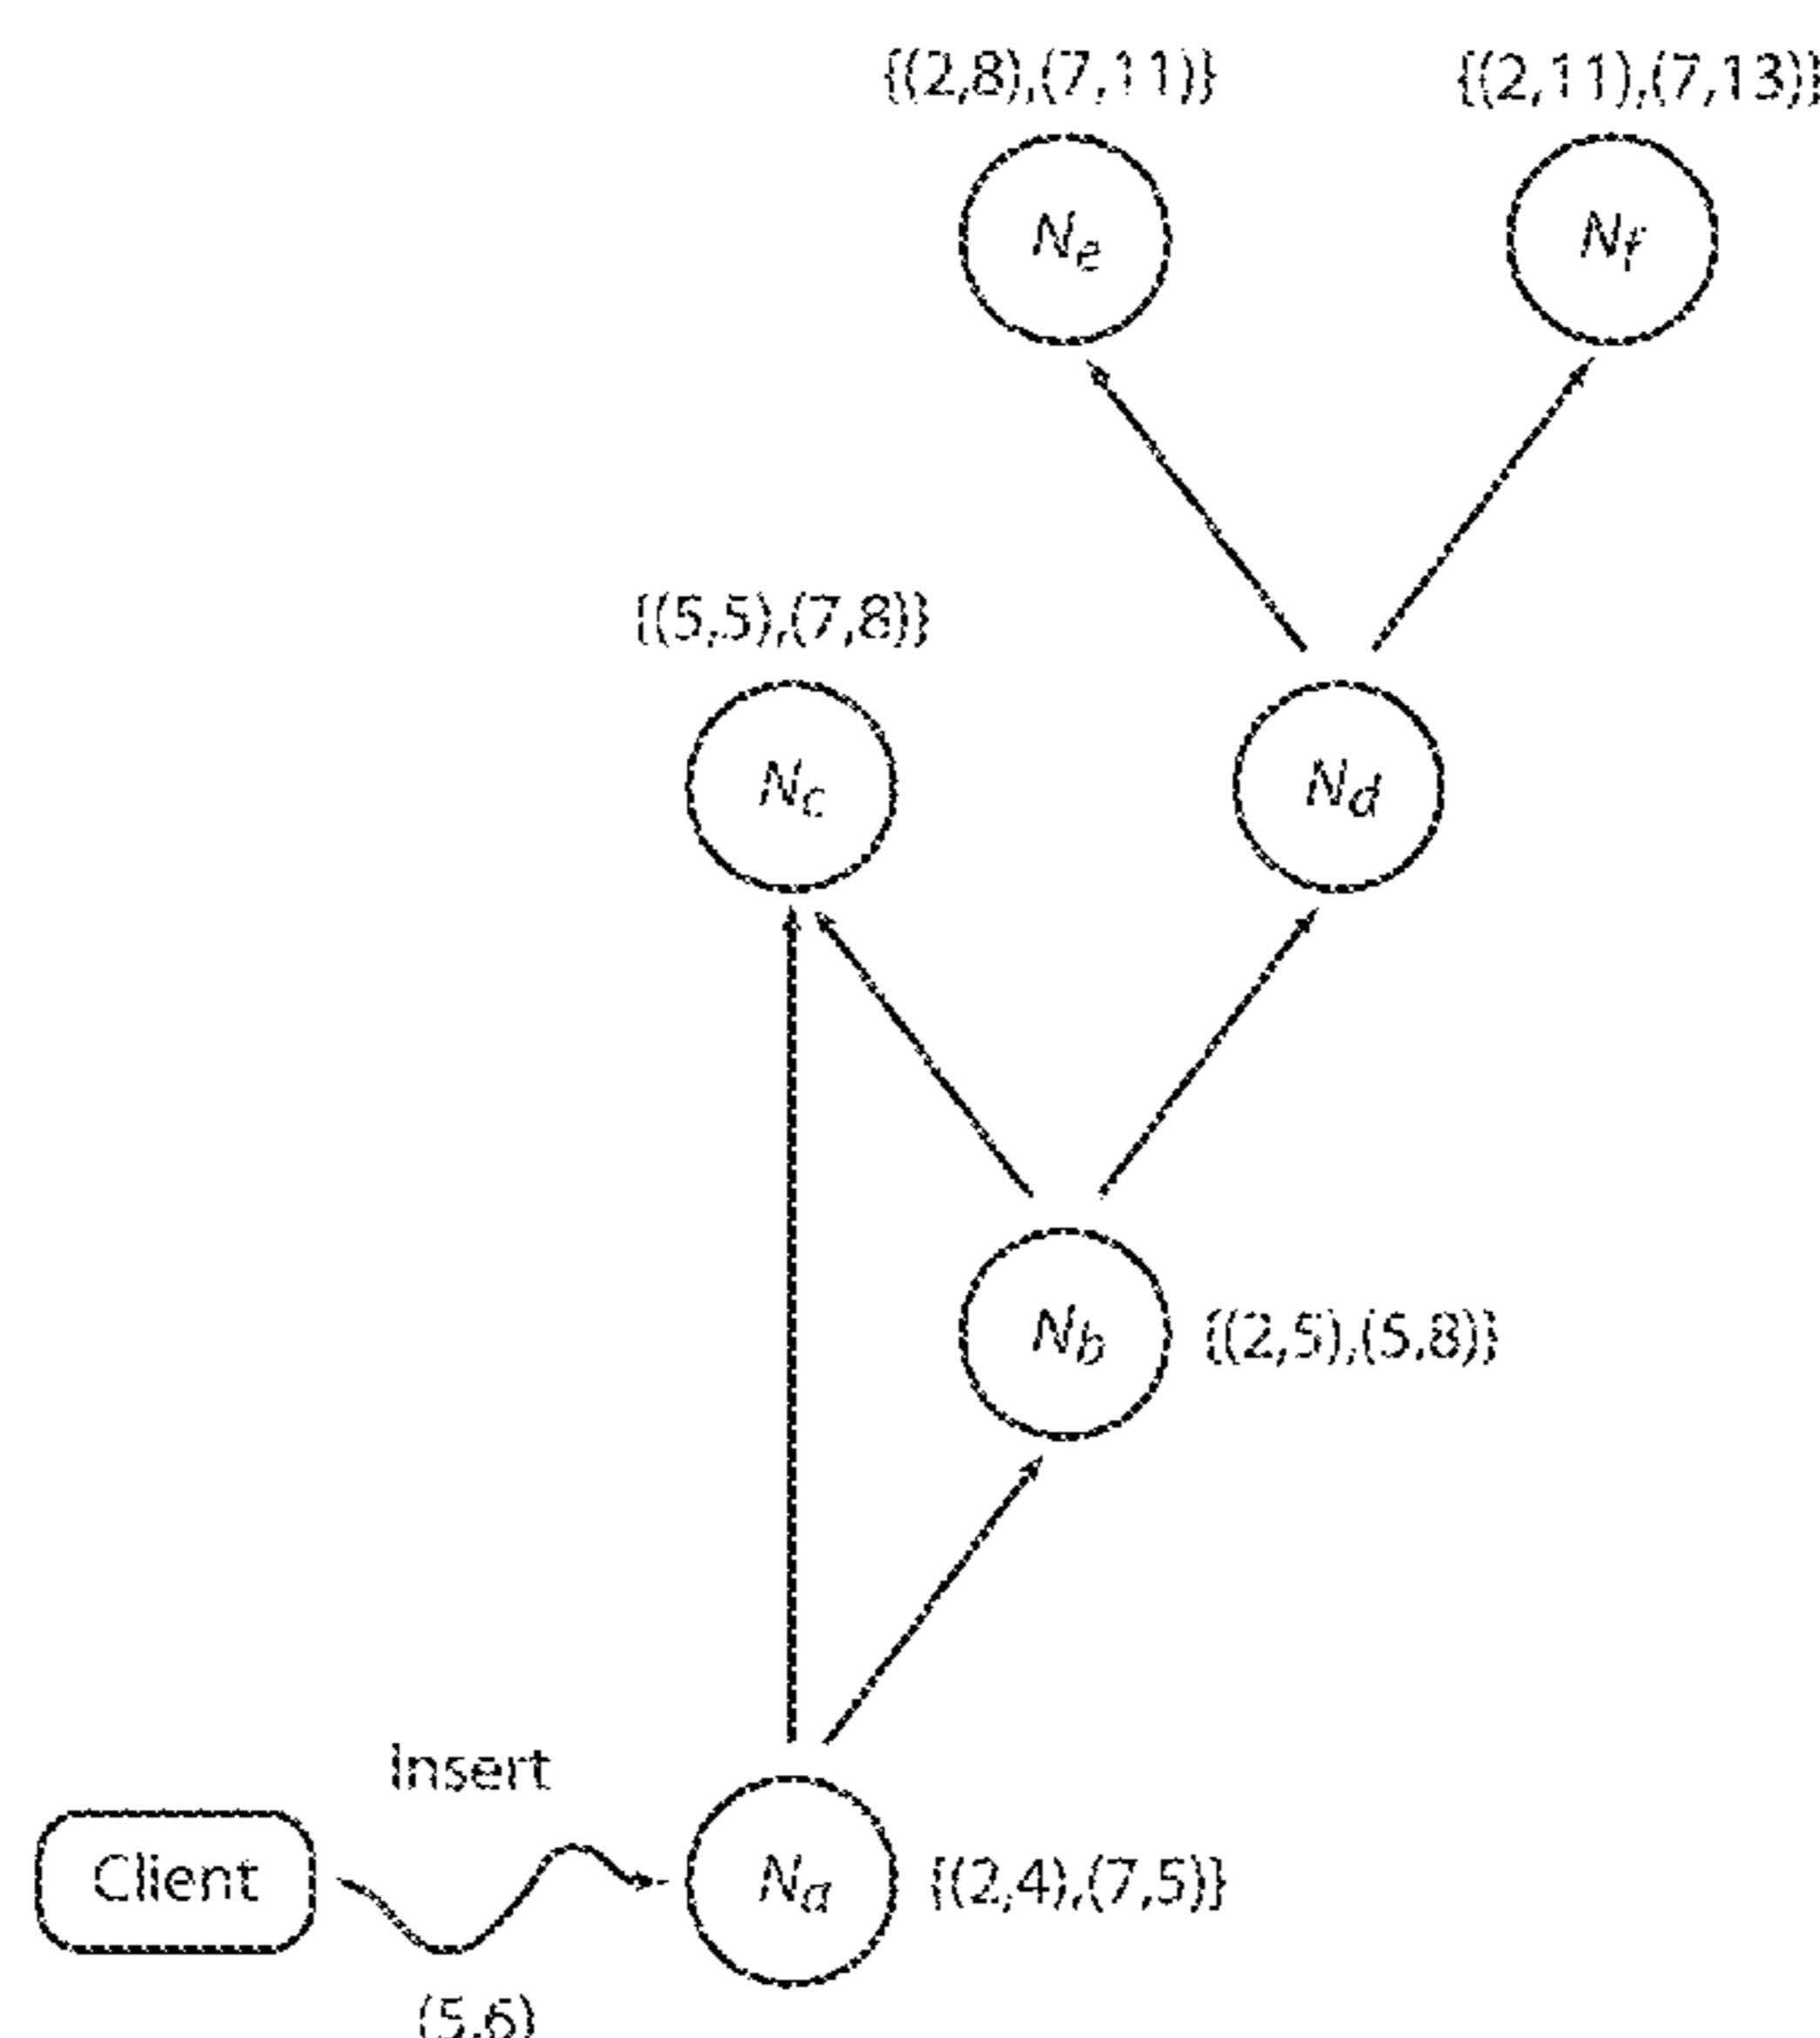 {(2,8),(7,11)}
{(2,11),(7,13)}
Ne
Nf
{(5,5),(7,8)}
Nc
Nd
Nb
{(2,5),(5,8)}
Insert
Client
Na
{(2,4),(7,5)}
(5,6)